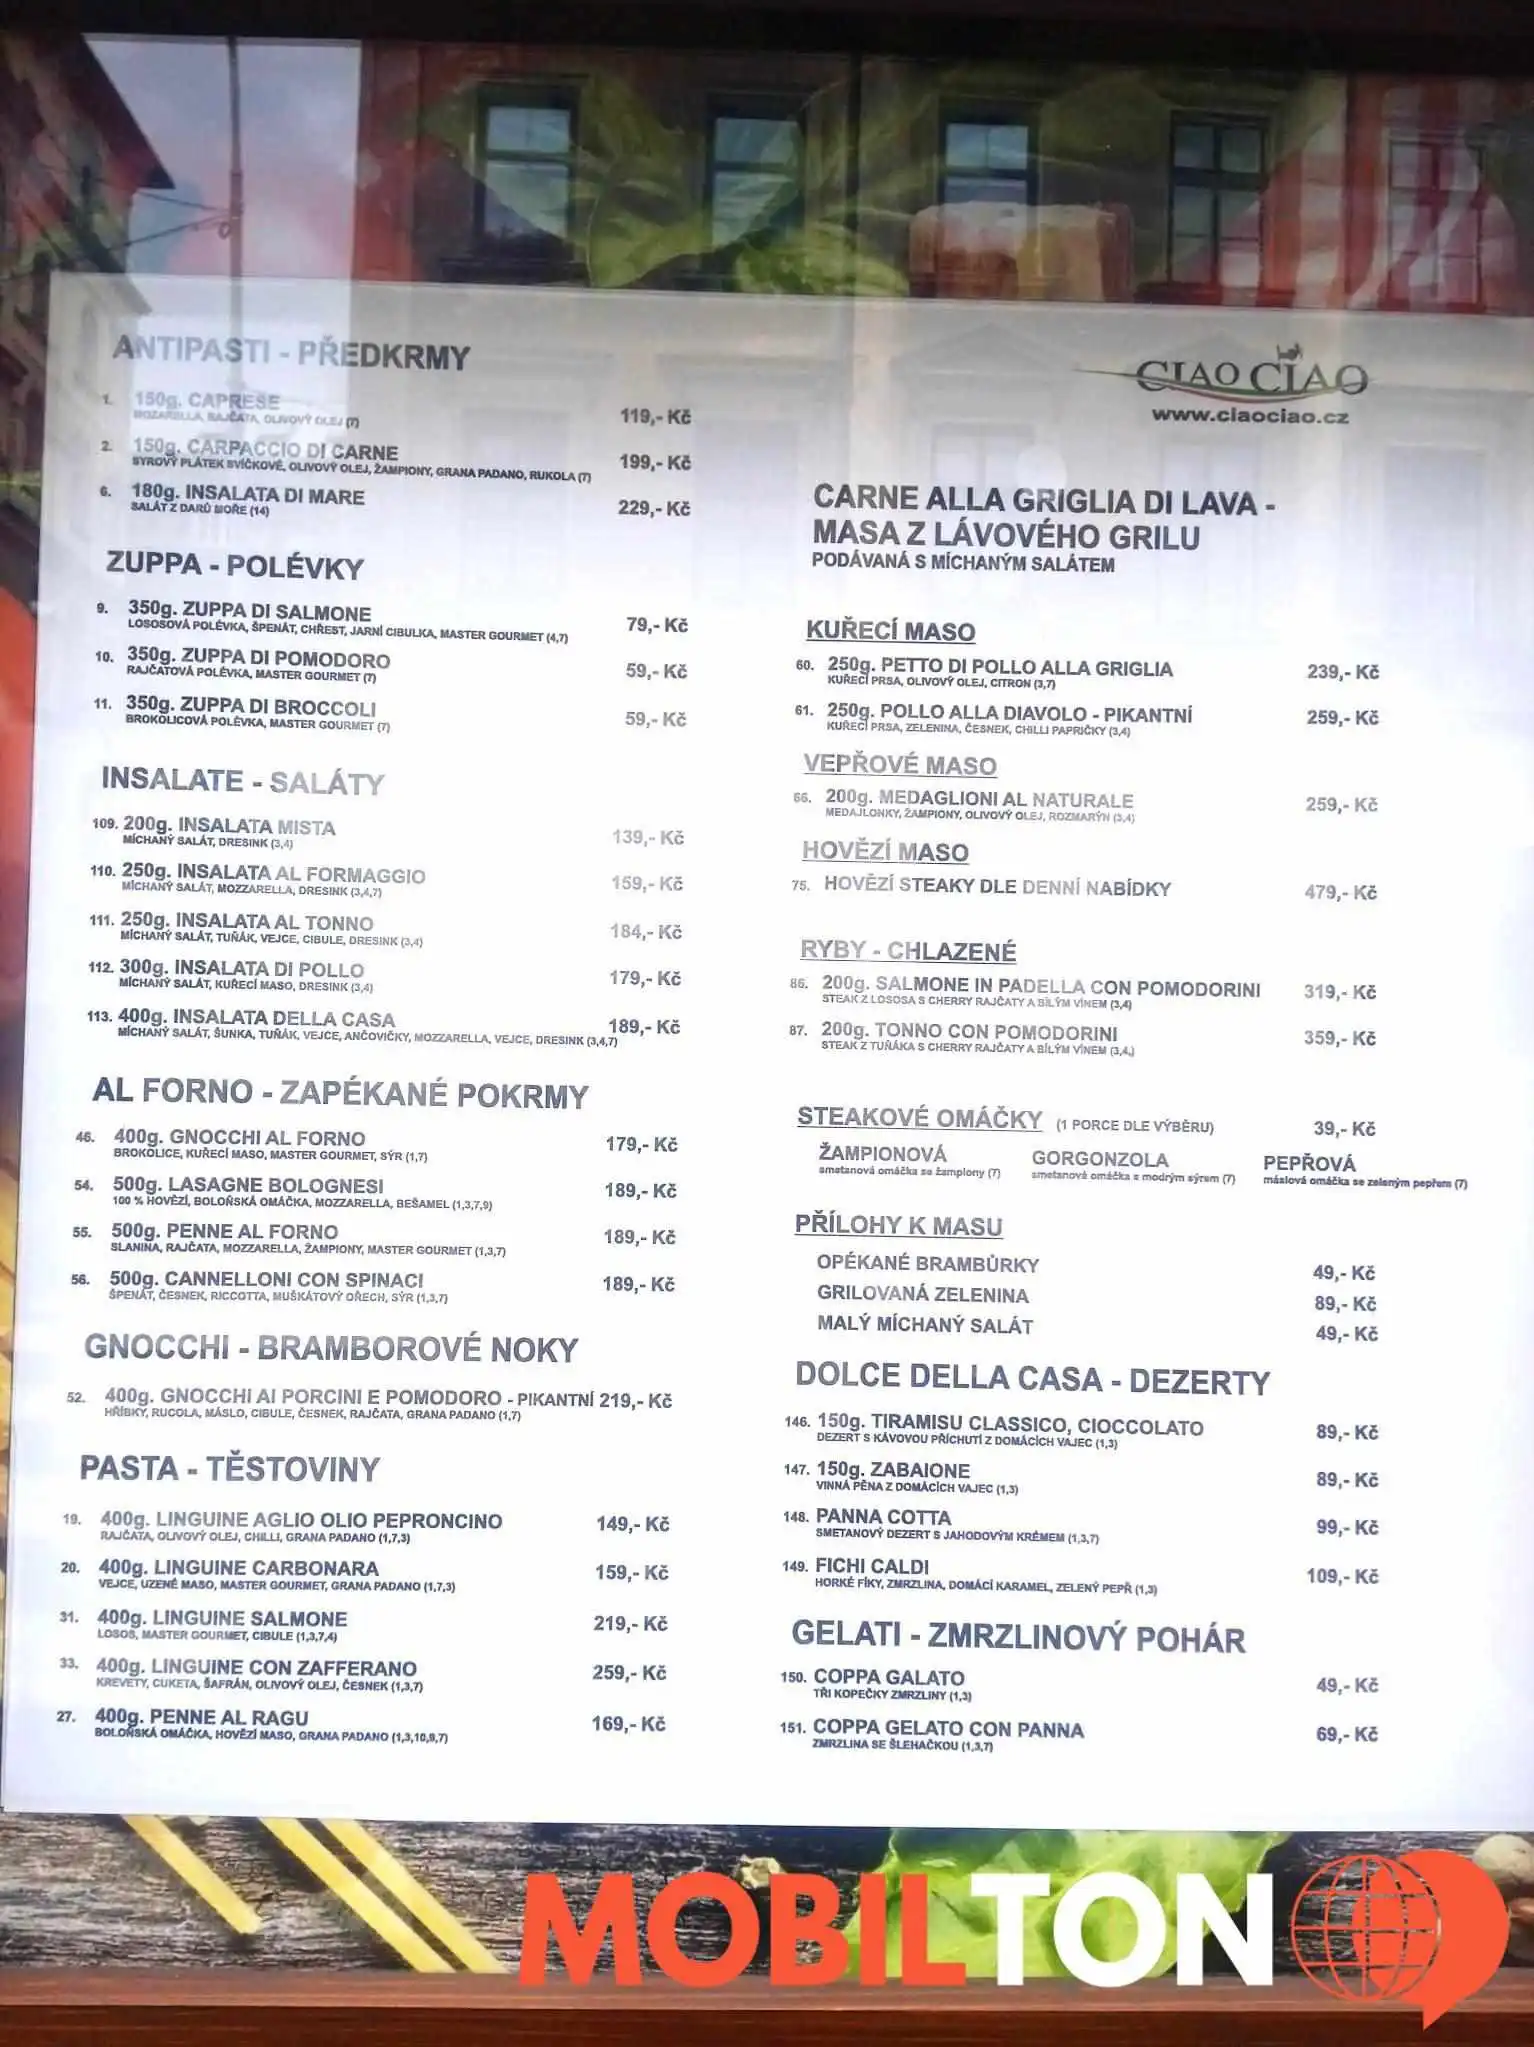 ANTIPASTI - PŘEDKRMY
1. 150g. CAPRESE 119,- Kč
MOZARELLA, RAJČATA, OLIVOVÝ OLEJ (7)
2. 150g. CARPACCIO DI CARNE 199,- Kč
SYROVÝ PLÁTEK SVÍČKOVÉ, OLIVOVÝ OLEJ, ŽAMPIONY, GRANA PADANO, RUKOLA (7)
6. 180g. INSALATA DI MARE 229,- Kč
SALÁT Z DARŮ MOŘE (14)
ZUPPA - POLÉVKY
9. 350g. ZUPPA DI SALMONE 79,- Kč
LOSOSOVÁ POLÉVKA, ŠPENÁT, CHŘEST, JARNÍ CIBULKA, MASTER GOURMET (4,7)
10. 350g. ZUPPA DI POMODORO 59,- Kč
RAJČATOVÁ POLÉVKA, MASTER GOURMET (7)
11. 350g. ZUPPA DI BROCCOLI 59,- Kč
BROKOLICOVÁ POLÉVKA, MASTER GOURMET (7)
INSALATE - SALÁTY
109. 200g. INSALATA MISTA 139,- Kč
MÍCHANÝ SALÁT, DRESINK (3,4)
110. 250g. INSALATA AL FORMAGGIO 159,- Kč
MÍCHANÝ SALÁT, MOZZARELLA, DRESINK (3,4,7)
111. 250g. INSALATA AL TONNO 184,- Kč
MÍCHANÝ SALÁT, TUŇÁK, VEJCE, CIBULE, DRESINK (3,4)
112. 300g. INSALATA DI POLLO 179,- Kč
MÍCHANÝ SALÁT, KUŘECÍ MASO, DRESINK (3,4)
113. 400g. INSALATA DELLA CASA 189,- Kč
MÍCHANÝ SALÁT, ŠUNKA, TUŇÁK, VEJCE, ANČOVIČKY, MOZZARELLA, VEJCE, DRESINK (3,4,7)
AL FORNO - ZAPÉKANÉ POKRMY
46. 400g. GNOCCHI AL FORNO 179,- Kč
BROKOLICE, KUŘECÍ MASO, MASTER GOURMET, SÝR (1,7)
54. 500g. LASAGNE BOLOGNESI 189,- Kč
100 % HOVĚZÍ, BOLOŇSKÁ OMÁČKA, MOZZARELLA, BEŠAMEL (1,3,7,9)
55. 500g. PENNE AL FORNO 189,- Kč
SLANINA, RAJČATA, MOZZARELLA, ŽAMPIONY, MASTER GOURMET (1,3,7)
56. 500g. CANNELLONI CON SPINACI 189,- Kč
ŠPENÁT, ČESNEK, RICCOTTA, MUŠKÁTOVÝ OŘECH, SÝR (1,3,7)
GNOCCHI - BRAMBOROVÉ NOKY
52. 400g. GNOCCHI AI PORCINI E POMODORO - PIKANTNÍ 219,- Kč
HŘÍBKY, RUCOLA, MÁSLO, CIBULE, ČESNEK, RAJČATA, GRANA PADANO (1,7)
PASTA - TĚSTOVINY
19. 400g. LINGUINE AGLIO OLIO PEPRONCINO 149,- Kč
RAJČATA, OLIVOVÝ OLEJ, CHILLI, GRANA PADANO (1,7,3)
20. 400g. LINGUINE CARBONARA 159,- Kč
VEJCE, UZENÉ MASO, MASTER GOURMET, GRANA PADANO (1,7,3)
31. 400g. LINGUINE SALMONE 219,- Kč
LOSOS, MASTER GOURMET, CIBULE (1,3,7,4)
33. 400g. LINGUINE CON ZAFFERANO 259,- Kč
KREVETY, CUKETA, ŠAFRÁN, OLIVOVÝ OLEJ, ČESNEK (1,3,7)
27. 400g. PENNE AL RAGU 169,- Kč
BOLOŇSKÁ OMÁČKA, HOVĚZÍ MASO, GRANA PADANO (1,3,10,9,7)
CIAO CIAO
www.ciaociao.cz
CARNE ALLA GRIGLIA DI LAVA -
MASA Z LÁVOVÉHO GRILU
PODÁVANÁ S MÍCHANÝM SALÁTEM
KUŘECÍ MASO
60. 250g. PETTO DI POLLO ALLA GRIGLIA 239,- Kč
KUŘECÍ PRSA, OLIVOVÝ OLEJ, CITRON (3,7)
61. 250g. POLLO ALLA DIAVOLO - PIKANTNÍ 259,- Kč
KUŘECÍ PRSA, ZELENINA, ČESNEK, CHILLI PAPRIČKY (3,4)
VEPŘOVÉ MASO
66. 200g. MEDAGLIONI AL NATURALE 259,- Kč
MEDAJLONKY, ŽAMPIONY, OLIVOVÝ OLEJ, ROZMARÝN (3,4)
HOVĚZÍ MASO
75. HOVĚZÍ STEAKY DLE DENNÍ NABÍDKY 479,- Kč
RYBY - CHLAZENÉ
86. 200g. SALMONE IN PADELLA CON POMODORINI 319,- Kč
STEAK Z LOSOSA S CHERRY RAJČATY A BÍLÝM VÍNEM (3,4)
87. 200g. TONNO CON POMODORINI 359,- Kč
STEAK Z TUŇÁKA S CHERRY RAJČATY A BÍLÝM VÍNEM (3,4,)
STEAKOVÉ OMÁČKY (1 PORCE DLE VÝBĚRU) 39,- Kč
ŽAMPIONOVÁ GORGONZOLA PEPŘOVÁ
smetanová omáčka se žampiony (7) smetanová omáčka s modrým sýrem (7) máslová omáčka se zeleným pepřem (7)
PŘÍLOHY K MASU
OPÉKANÉ BRAMBŮRKY 49,- Kč
GRILOVANÁ ZELENINA 89,- Kč
MALÝ MÍCHANÝ SALÁT 49,- Kč
DOLCE DELLA CASA - DEZERTY
146. 150g. TIRAMISU CLASSICO, CIOCCOLATO 89,- Kč
DEZERT S KÁVOVOU PŘÍCHUTÍ Z DOMÁCÍCH VAJEC (1,3)
147. 150g. ZABAIONE 89,- Kč
VINNÁ PĚNA Z DOMÁCÍCH VAJEC (1,3)
148. PANNA COTTA 99,- Kč
SMETANOVÝ DEZERT S JAHODOVÝM KRÉMEM (1,3,7)
149. FICHI CALDI 109,- Kč
HORKÉ FÍKY, ZMRZLINA, DOMÁCÍ KARAMEL, ZELENÝ PEPŘ (1,3)
GELATI - ZMRZLINOVÝ POHÁR
150. COPPA GALATO 49,- Kč
TŘI KOPEČKY ZMRZLINY (1,3)
151. COPPA GELATO CON PANNA 69,- Kč
ZMRZLINA SE ŠLEHAČKOU (1,3,7)
MOBILTON